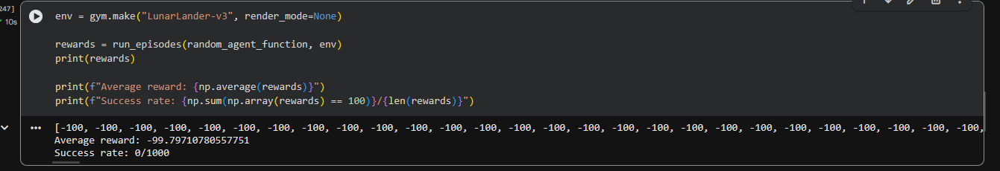 247]
10s
env = gym.make("LunarLander-v3", render_mode=None)
rewards = run_episodes(random_agent_function, env)
print(rewards)
print(f"Average reward: {np.average(rewards)}")
print(f"Success rate: {np.sum(np.array(rewards) == 100)}/{len(rewards)}")
[-100, -100, -100, -100, -100, -100, -100, -100, -100, -100, -100, -100, -100, -100, -100, -100, -100, -100, -100, -100, -100, -100, -100, -100, -100, -100, -100,
Average reward: -99.79710780557751
Success rate: 0/1000